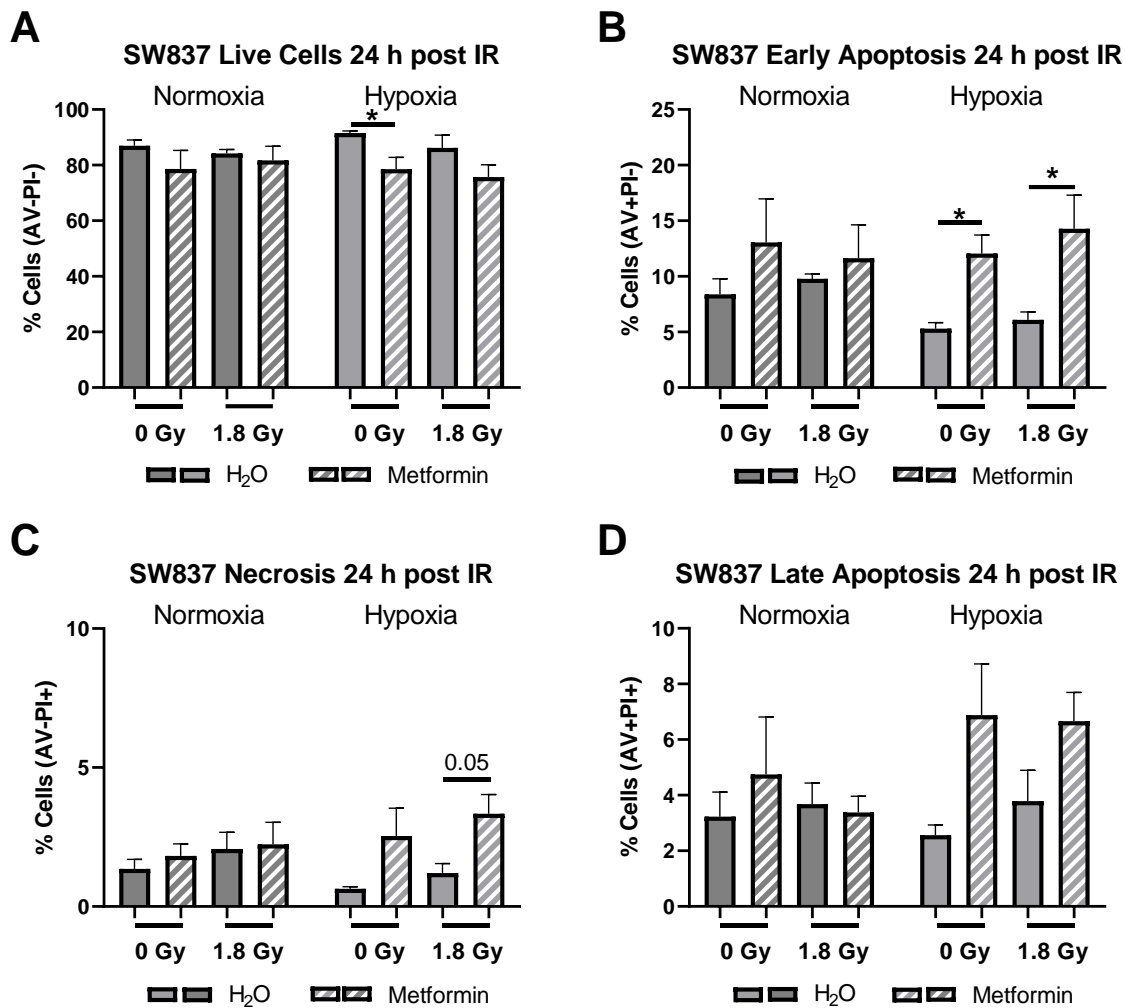 A
SW837 Live Cells 24 h post IR
Normoxia Hypoxia
% Cells (AV-PI-)
100
80
60
40
20
0
*
0 Gy 1.8 Gy 0 Gy 1.8 Gy
H₂O Metformin
B
SW837 Early Apoptosis 24 h post IR
Normoxia Hypoxia
% Cells (AV+PI-)
25
20
15
10
5
0
*
*
0 Gy 1.8 Gy 0 Gy 1.8 Gy
H₂O Metformin
C
SW837 Necrosis 24 h post IR
Normoxia Hypoxia
% Cells (AV-PI+)
10
5
0
0.05
0 Gy 1.8 Gy 0 Gy 1.8 Gy
H₂O Metformin
D
SW837 Late Apoptosis 24 h post IR
Normoxia Hypoxia
% Cells (AV+PI+)
10
8
6
4
2
0
0 Gy 1.8 Gy 0 Gy 1.8 Gy
H₂O Metformin